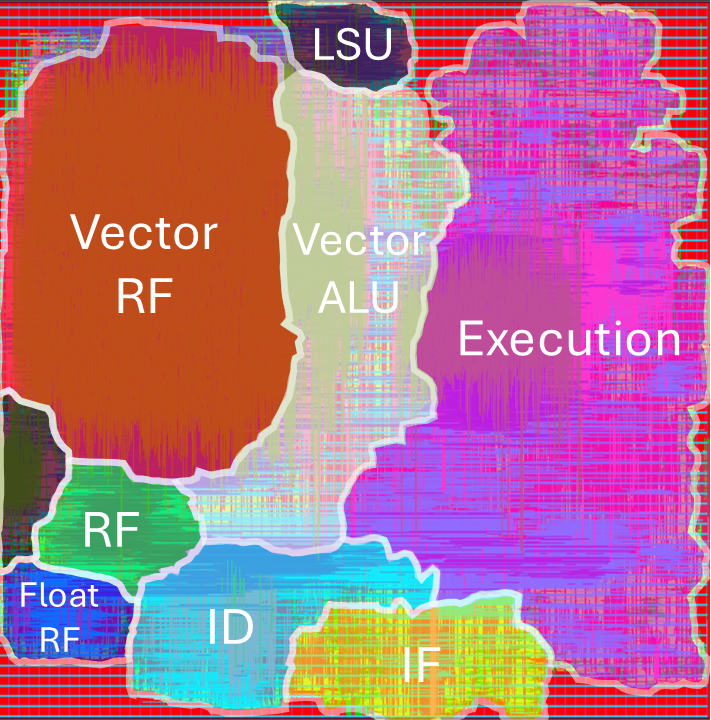 LSU
Vector
RF
Vector
ALU
Execution
RF
Float
RF
ID
IF